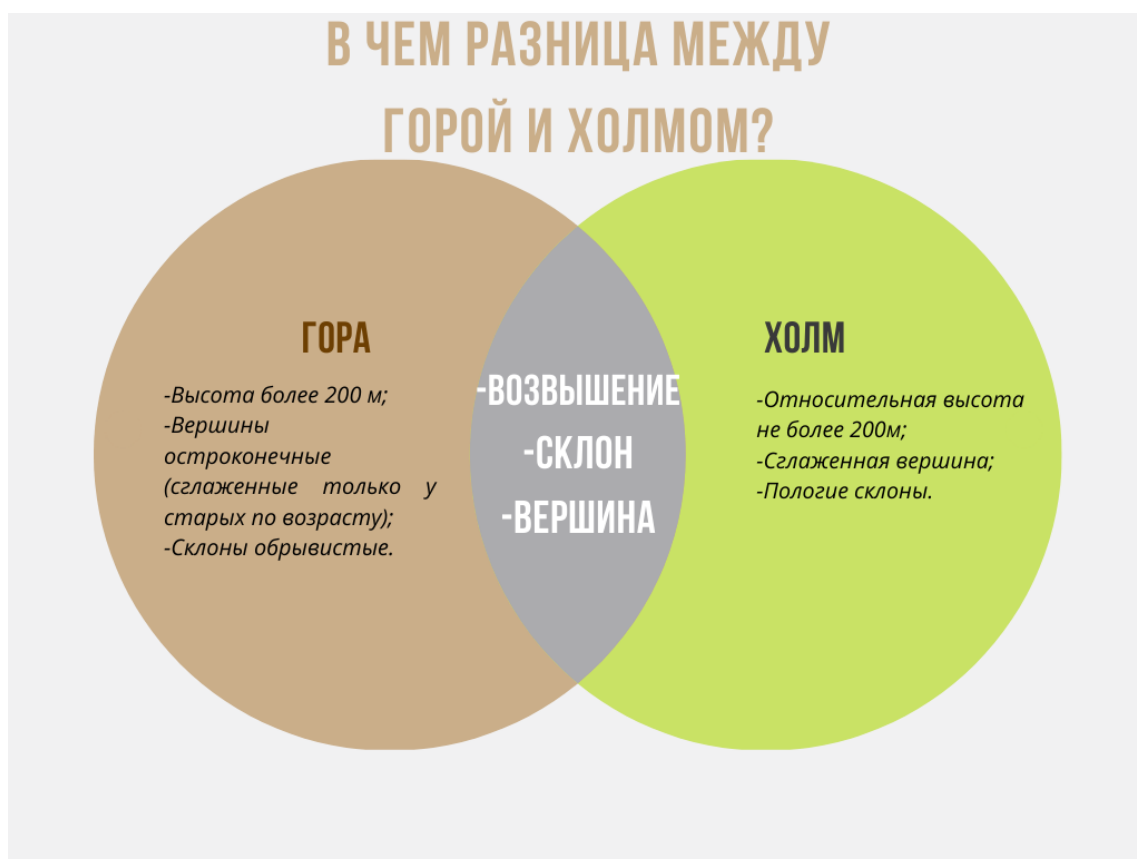 В ЧЕМ РАЗНИЦА МЕЖДУ
ГОРОЙ И ХОЛМОМ?
ГОРА
-Высота более 200 м;
-Вершины
остроконечные
(сглаженные только у
старых по возрасту);
-Склоны обрывистые.
-ВОЗВЫШЕНИЕ
-СКЛОН
-ВЕРШИНА
ХОЛМ
-Относительная высота
не более 200м;
-Сглаженная вершина;
-Пологие склоны.